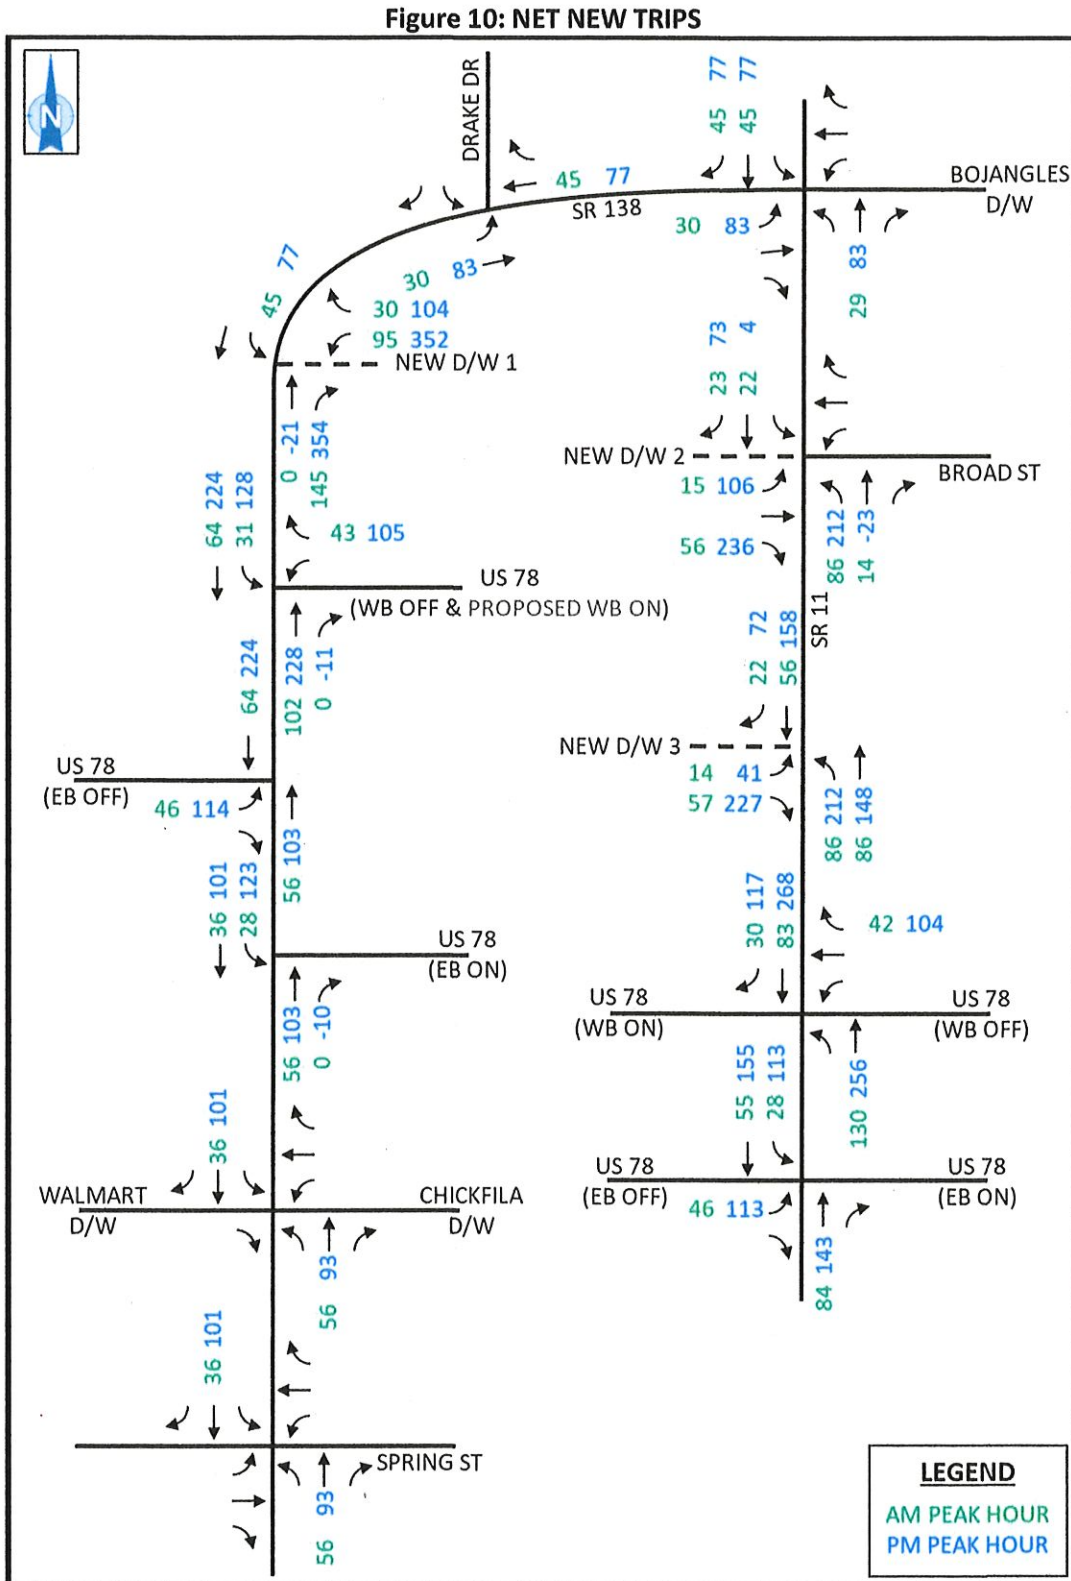 Figure 10: NET NEW TRIPS
N
DRAKE DR
77 77
45 45
BOJANGLES
D/W
45 77
SR 138
30 83
83
29
45 77
30 83
30 104
95 352
NEW D/W 1
0 -21
145 354
73 4
23 22
NEW D/W 2
BROAD ST
15 106
56 236
86 212
14 -23
64 224
31 128
43 105
US 78
(WB OFF & PROPOSED WB ON)
SR 11
22 72
56 158
64 224
102 228
0 -11
NEW D/W 3
14 41
57 227
86 212
86 148
US 78
(EB OFF)
46 114
56 103
36 101
28 123
30 117
83 268
42 104
US 78
(EB ON)
US 78
(WB ON)
US 78
(WB OFF)
56 103
0 -10
55 155
28 113
130 256
36 101
US 78
(EB OFF)
US 78
(EB ON)
46 113
84 143
WALMART
D/W
CHICKFILA
D/W
56 93
36 101
SPRING ST
56 93
LEGEND
AM PEAK HOUR
PM PEAK HOUR